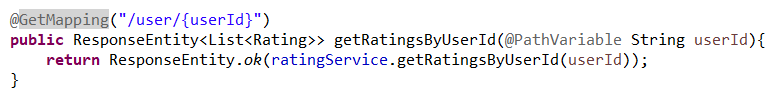 @GetMapping("/user/{userId}")
public ResponseEntity<List<Rating>> getRatingsByUserId(@PathVariable String userId){
    return ResponseEntity.ok(ratingService.getRatingsByUserId(userId));
}